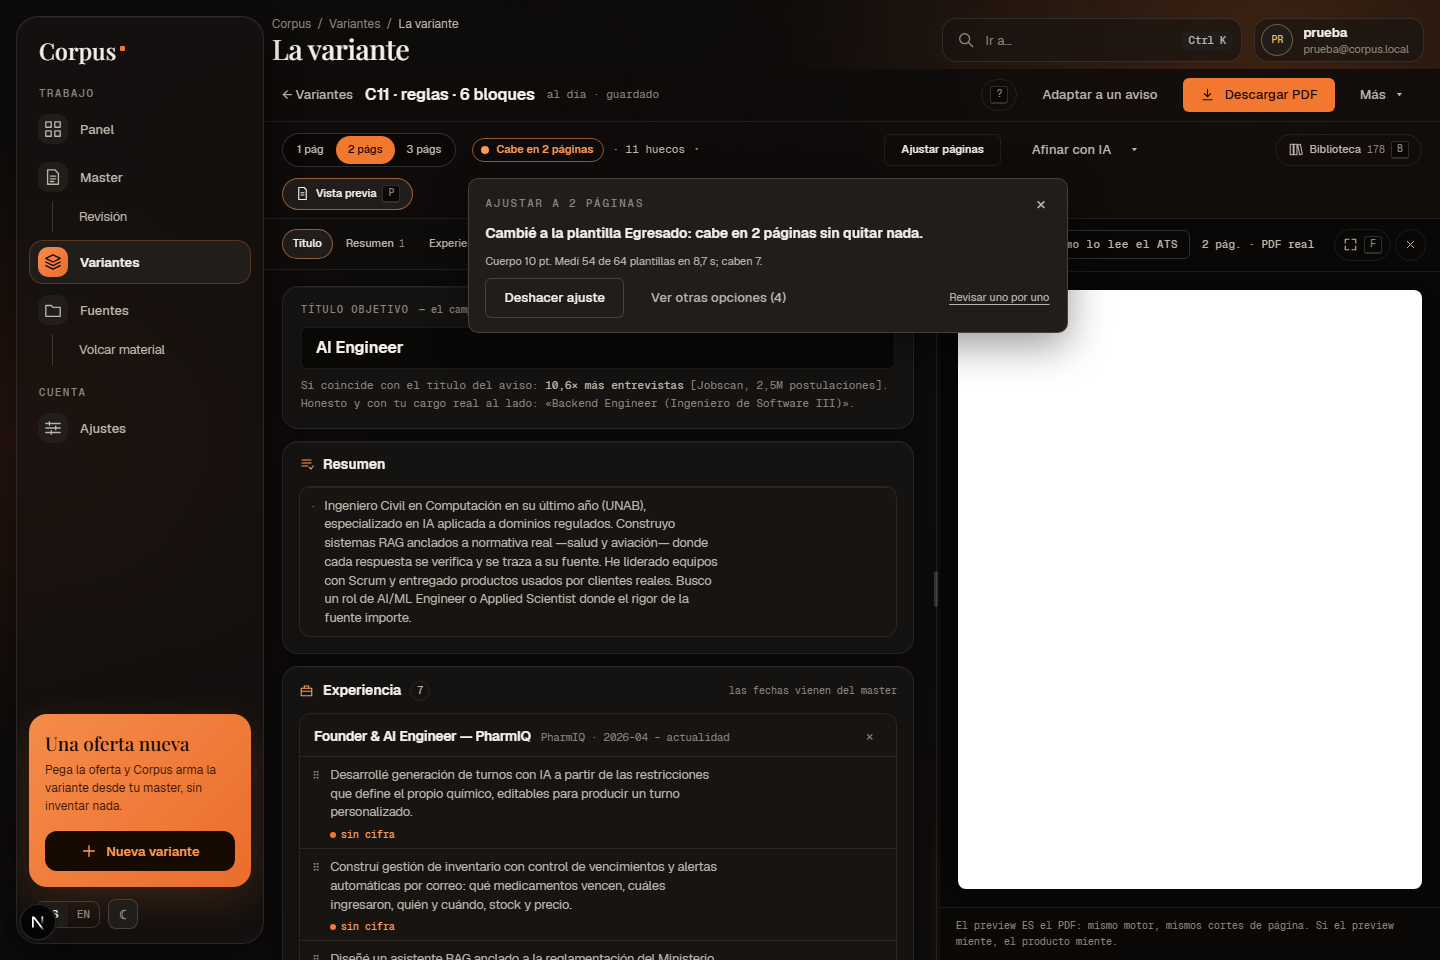 Corpus
TRABAJO
Panel
Master
Revisión
Variantes
Fuentes
Volcar material
CUENTA
Ajustes
Una oferta nueva
Pega la oferta y Corpus arma la
variante desde tu master, sin
inventar nada.
Nueva variante
EN
Corpus / Variantes / La variante
La variante
Ir a...
Ctrl K
PR
prueba
prueba@corpus.local
← Variantes
C11 · reglas · 6 bloques
al día · guardado
?
Adaptar a un aviso
Descargar PDF
Más
1 pág
2 págs
3 págs
Cabe en 2 páginas
· 11 huecos
Ajustar páginas
Afinar con IA
Biblioteca 178 B
Vista previa P
Título
Resumen 1
Experie
AJUSTAR A 2 PÁGINAS
×
Cambié a la plantilla Egresado: cabe en 2 páginas sin quitar nada.
Cuerpo 10 pt. Medí 54 de 64 plantillas en 8,7 s; caben 7.
Deshacer ajuste
Ver otras opciones (4)
Revisar uno por uno
mo lo lee el ATS
2 pág. · PDF real
F
×
TÍTULO OBJETIVO — el cam
AI Engineer
Si coincide con el título del aviso: 10,6× más entrevistas [Jobscan, 2,5M postulaciones].
Honesto y con tu cargo real al lado: «Backend Engineer (Ingeniero de Software III)».
Resumen
· Ingeniero Civil en Computación en su último año (UNAB),
especializado en IA aplicada a dominios regulados. Construyo
sistemas RAG anclados a normativa real —salud y aviación— donde
cada respuesta se verifica y se traza a su fuente. He liderado equipos
con Scrum y entregado productos usados por clientes reales. Busco
un rol de AI/ML Engineer o Applied Scientist donde el rigor de la
fuente importe.
Experiencia 7
las fechas vienen del master
Founder & AI Engineer — PharmIQ
PharmIQ · 2026-04 – actualidad
×
Desarrollé generación de turnos con IA a partir de las restricciones
que define el propio químico, editables para producir un turno
personalizado.
sin cifra
Construí gestión de inventario con control de vencimientos y alertas
automáticas por correo: qué medicamentos vencen, cuáles
ingresaron, quién y cuándo, stock y precio.
sin cifra
Diseñé un asistente RAG anclado a la reglamentación del Ministerio
El preview ES el PDF: mismo motor, mismos cortes de página. Si el preview
miente, el producto miente.